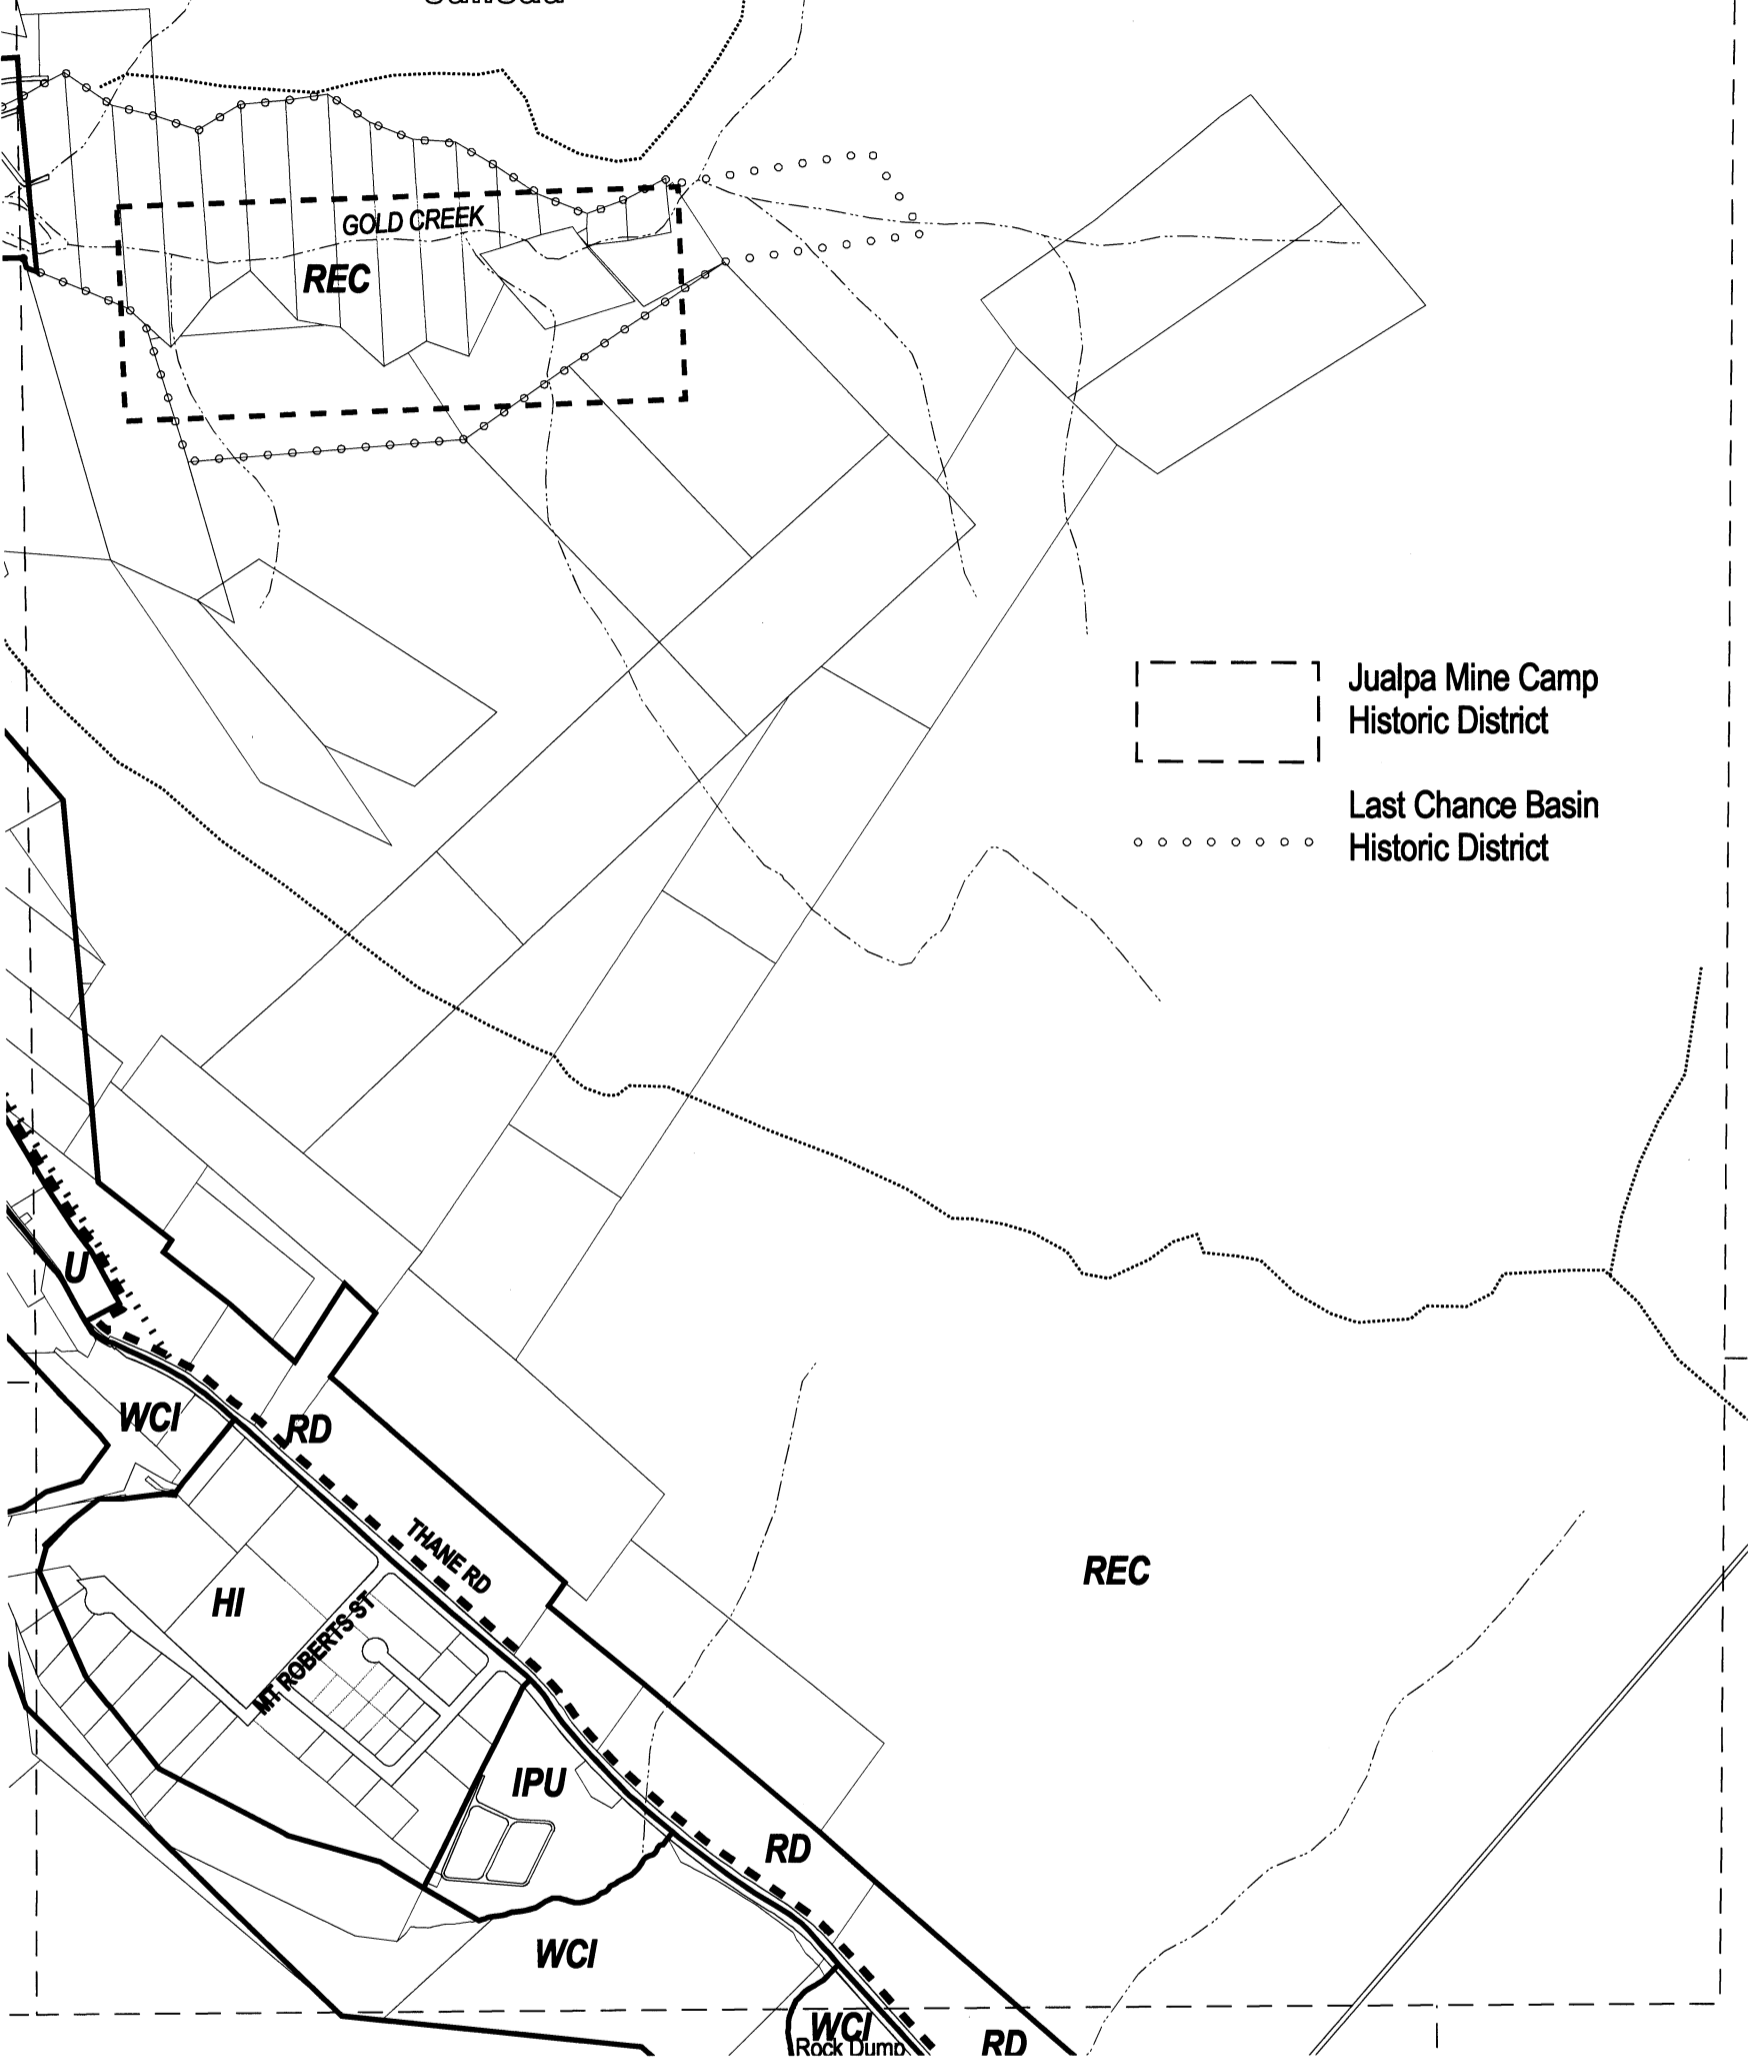 GOLD CREEK
REC
Jualpa Mine Camp
Historic District
Last Chance Basin
Historic District
U
WCI
RD
THANE RD
REC
HI
MT. ROBERTS ST
IPU
RD
WCI
WCI
Rock Dump
RD